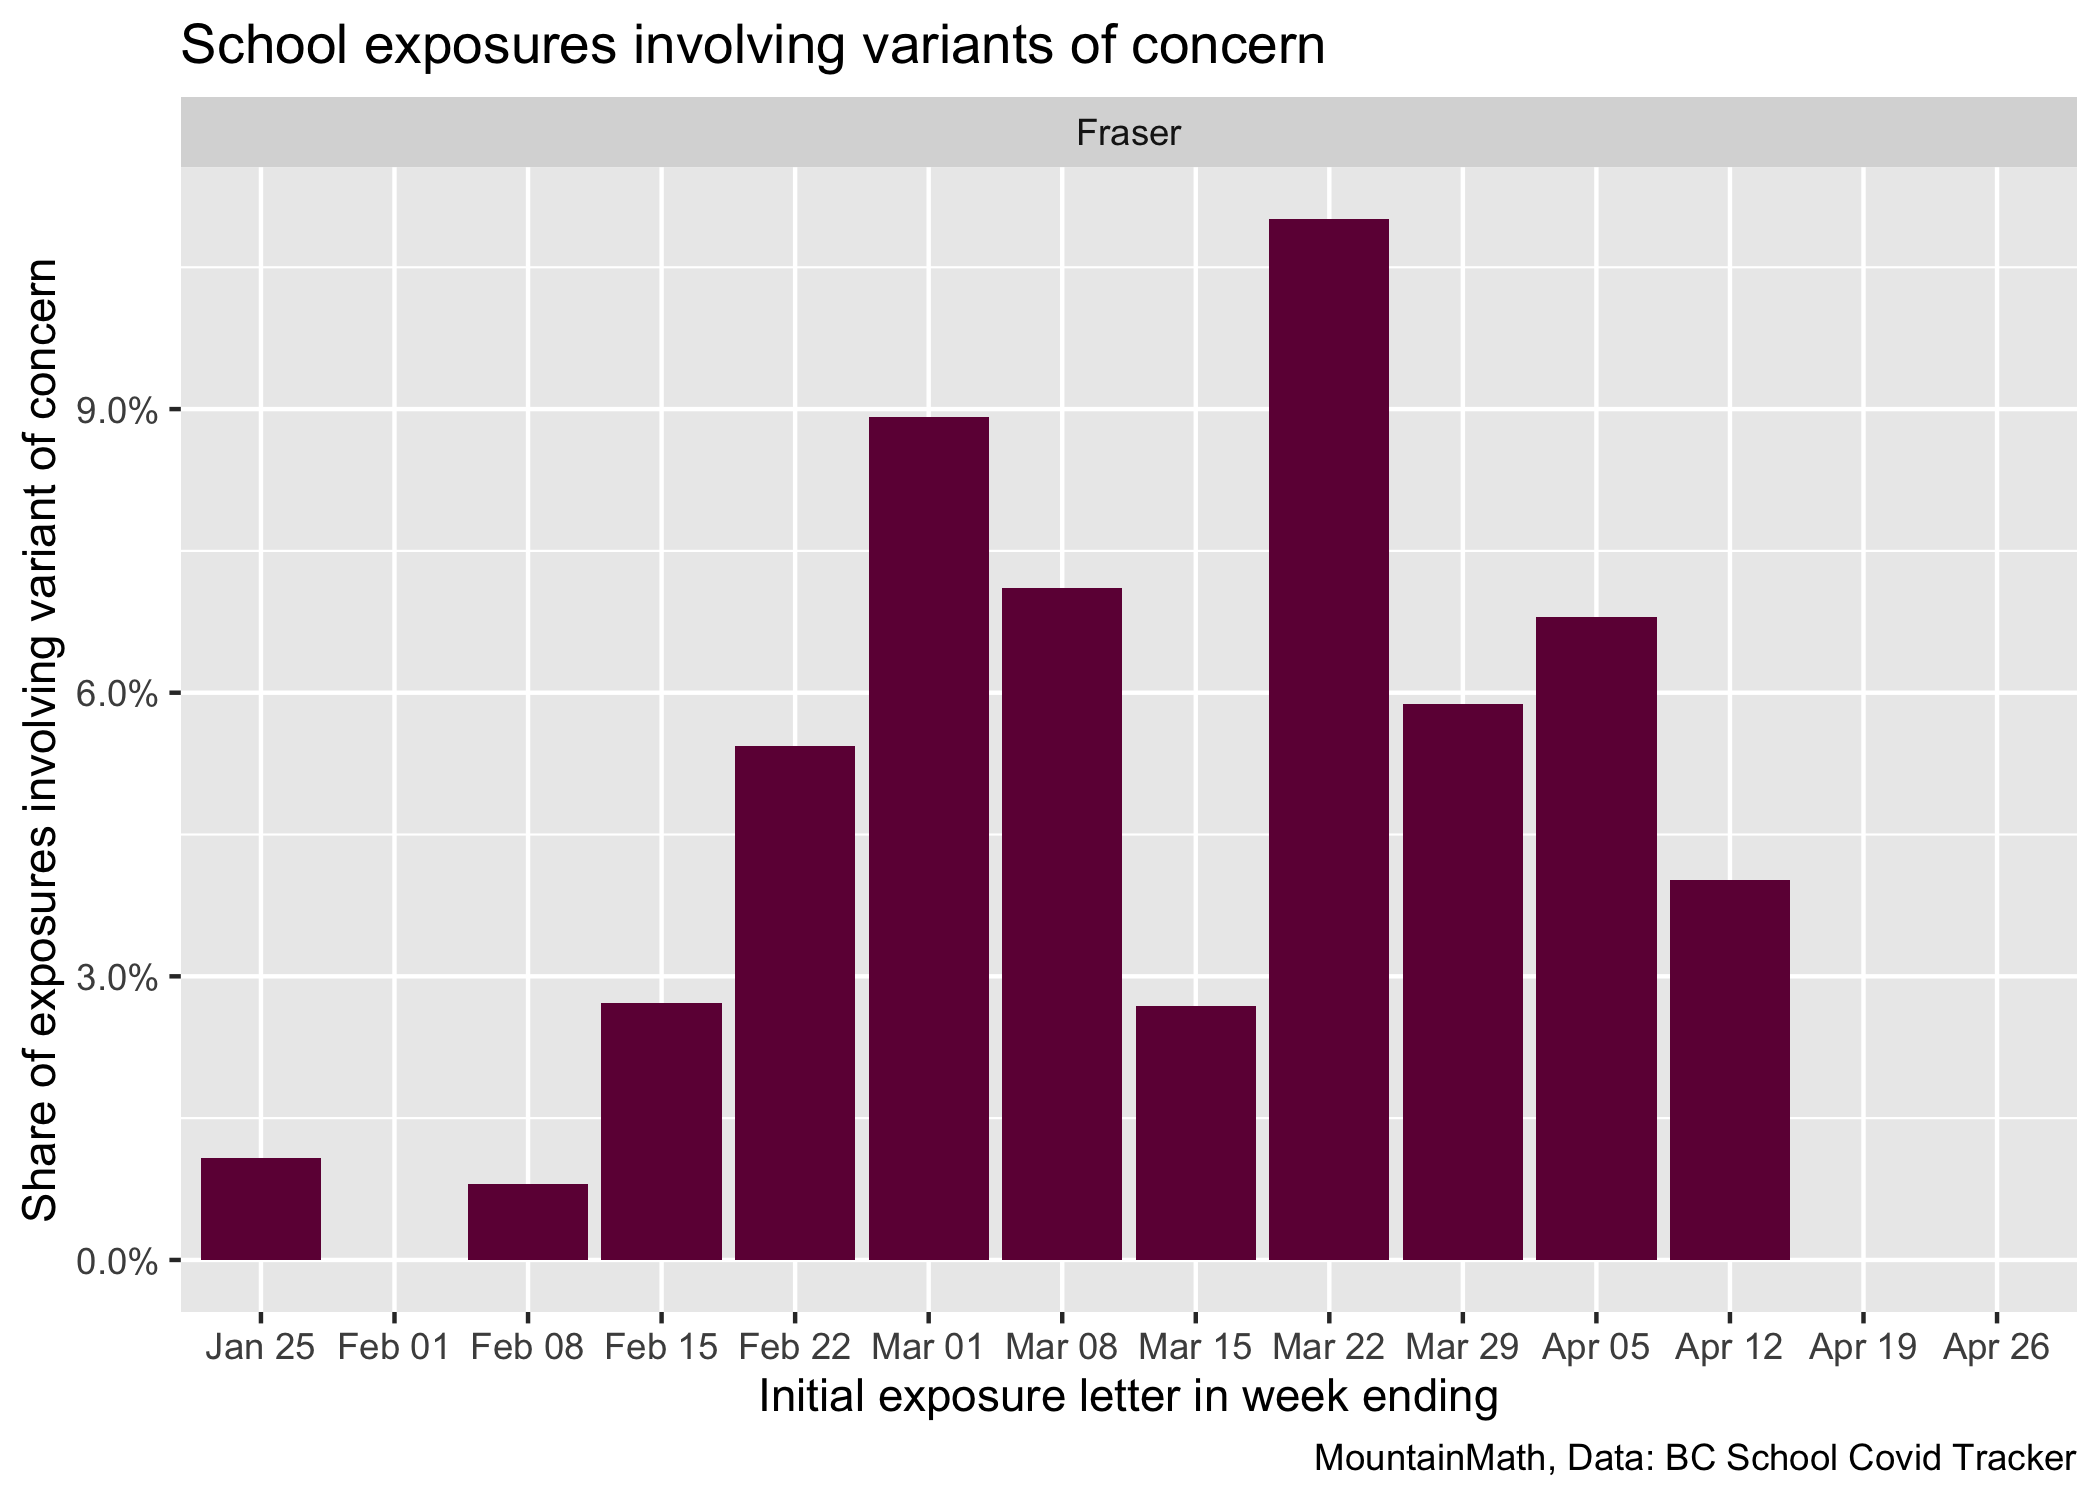 School exposures involving variants of concern
Fraser
Share of exposures involving variant of concern
9.0%
6.0%
3.0%
0.0%
Jan 25 Feb 01 Feb 08 Feb 15 Feb 22 Mar 01 Mar 08 Mar 15 Mar 22 Mar 29 Apr 05 Apr 12 Apr 19 Apr 26
Initial exposure letter in week ending
MountainMath, Data: BC School Covid Tracker